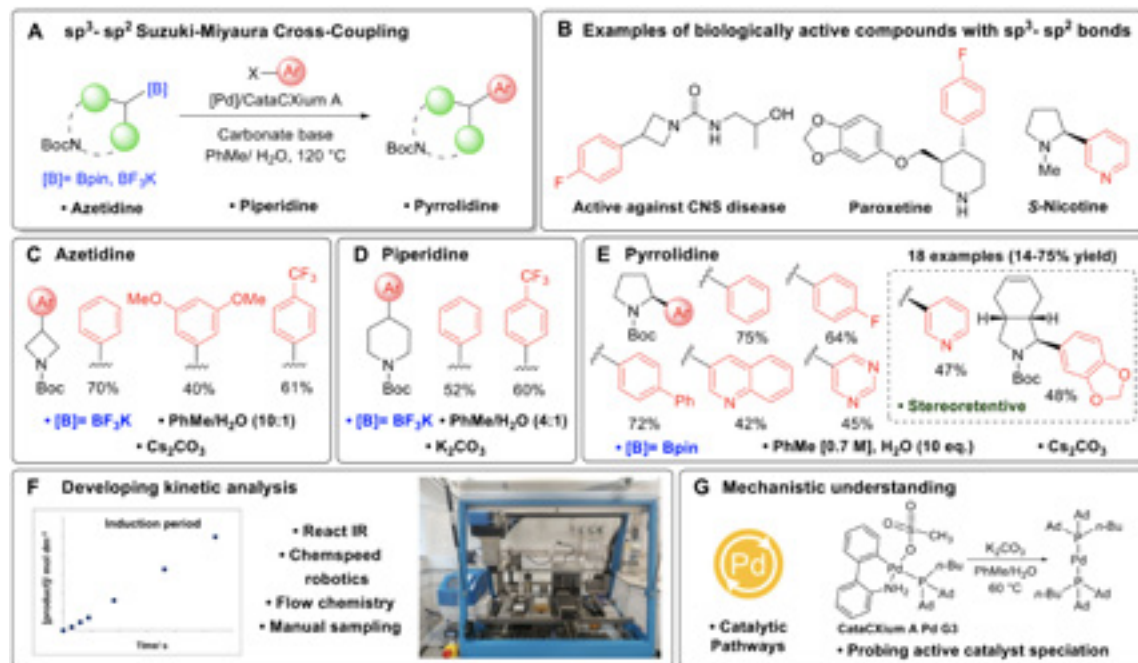 A sp³- sp² Suzuki-Miyaura Cross-Coupling
[B]
X Ar
[Pd]/CataCXium A
Ar
BocN
Carbonate base
PhMe/ H₂O, 120 °C
BocN
[B]= Bpin, BF₃K
• Azetidine
• Piperidine
• Pyrrolidine
B Examples of biologically active compounds with sp³- sp² bonds
F
O
N
N
H
OH
F
O
O
O
N
H
N
Me
N
Active against CNS disease
Paroxetine
S-Nicotine
C Azetidine
Ar
N
Boc
MeO
OMe
CF₃
70%
40%
61%
• [B]= BF₃K
• PhMe/H₂O (10:1)
• Cs₂CO₃
D Piperidine
Ar
N
Boc
CF₃
52%
60%
• [B]= BF₃K
• PhMe/H₂O (4:1)
• K₂CO₃
E Pyrrolidine
18 examples (14-75% yield)
N
Boc
Ar
75%
F
64%
N
47%
H
H
N
Boc
O
O
48%
Ph
72%
N
42%
N
N
45%
• Stereoretentive
• [B]= Bpin
• PhMe [0.7 M], H₂O (10 eq.)
• Cs₂CO₃
F Developing kinetic analysis
Induction period
[product]/ mol dm⁻³
Time/ s
• React IR
• Chemspeed
robotics
• Flow chemistry
• Manual sampling
G Mechanistic understanding
Pd
• Catalytic
Pathways
O
O
S
CH₃
O
Pd
NH₂
P
n-Bu
Ad
Ad
CataCXium A Pd G3
K₂CO₃
PhMe/H₂O
60 °C
Ad
Ad
P
n-Bu
Pd
n-Bu
P
Ad
Ad
• Probing active catalyst speciation